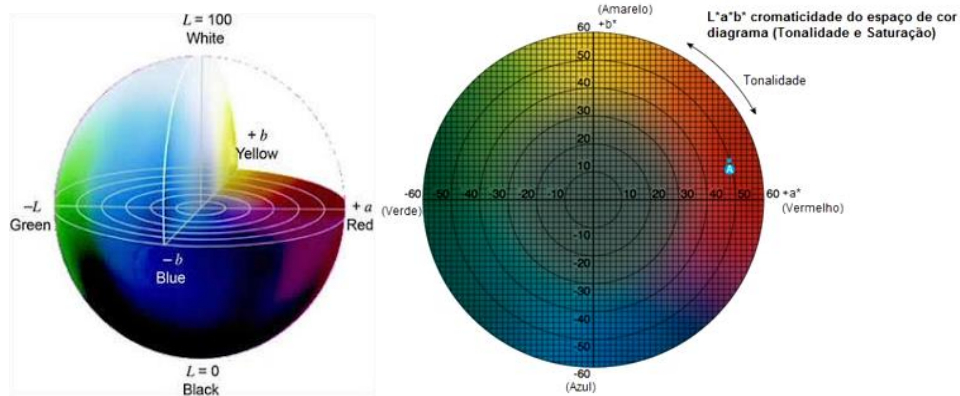 L = 100
White
+ b
Yellow
-L
Green
+ a
Red
-b
Blue
L = 0
Black
L*a*b* cromaticidade do espaço de cor
diagrama (Tonalidade e Saturação)
(Amarelo)
60 +b*
50
40
30
20
10
Tonalidade
A
-60 -50 -40 -30 -20 -10 10 20 30 40 50 60 +a*
(Verde)
(Vermelho)
-10
-20
-30
-40
-50
-60
(Azul)